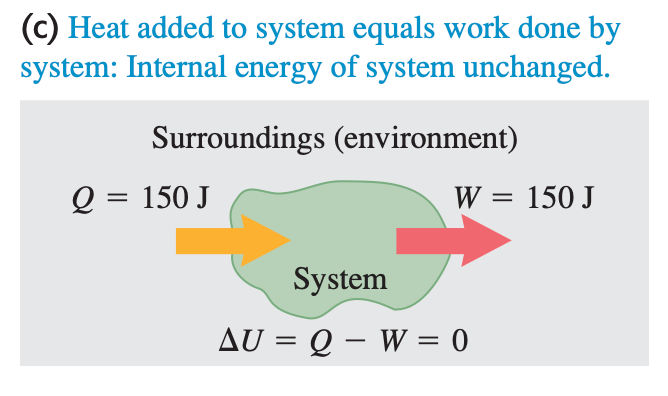 (c) Heat added to system equals work done by
system: Internal energy of system unchanged.
Surroundings (environment)
Q = 150 J
W = 150 J
System
ΔU = Q − W = 0